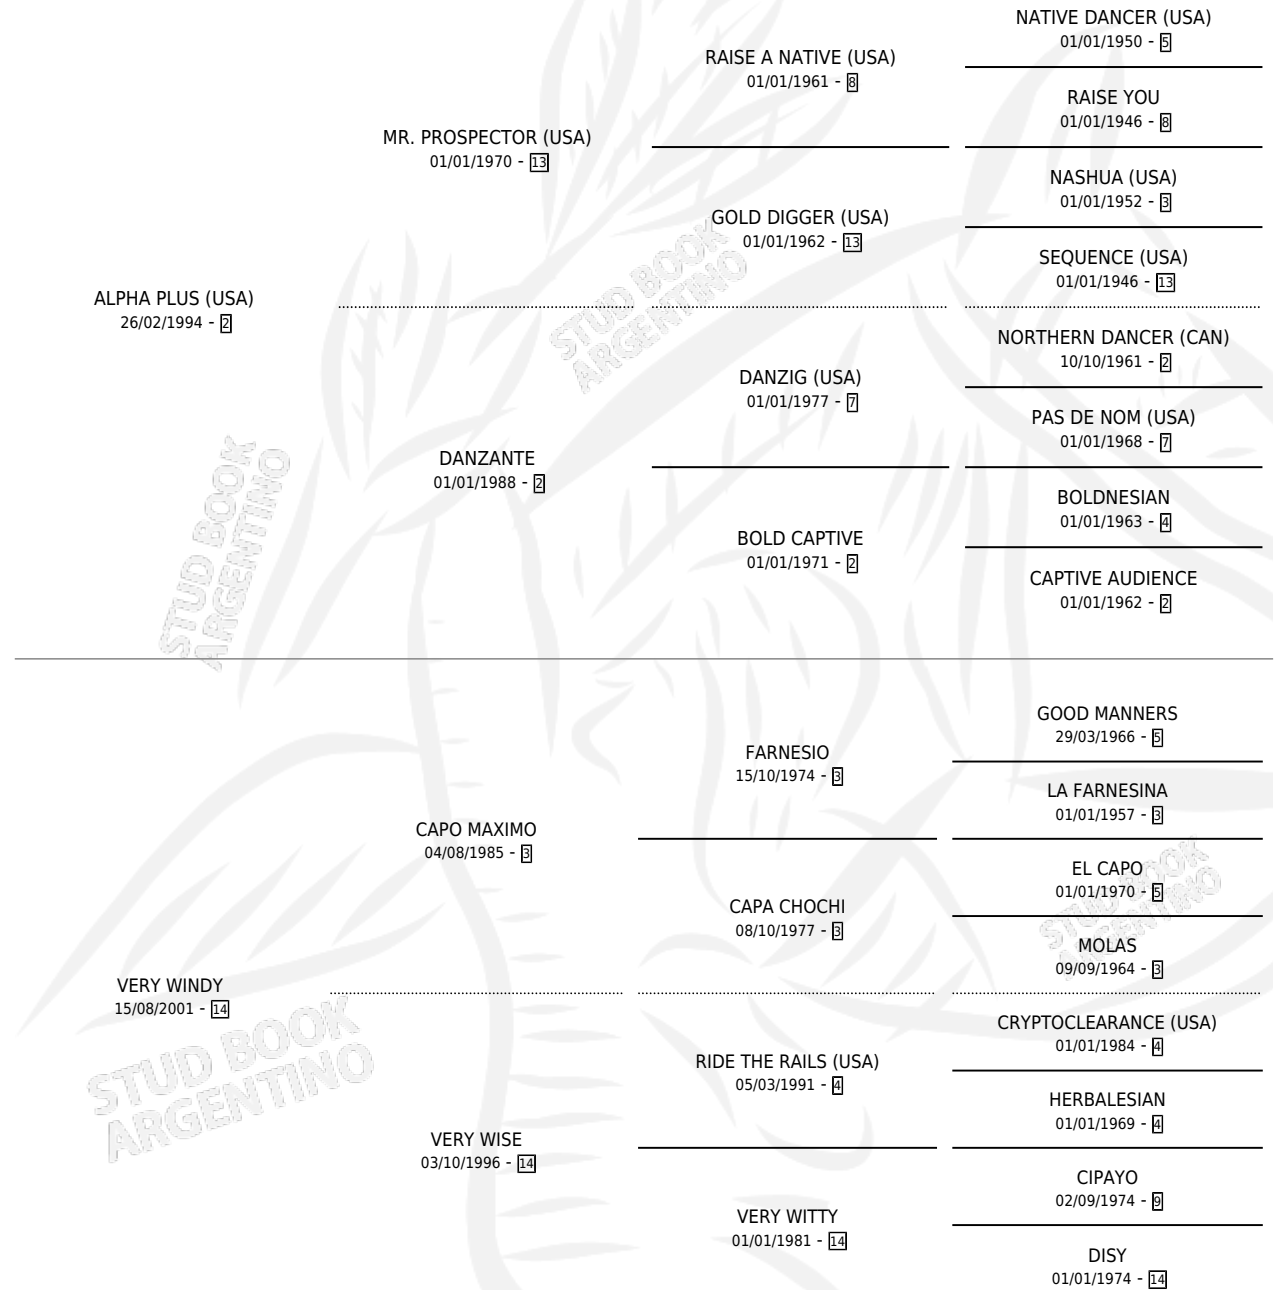 NATIVE DANCER (USA)
01/01/1950 - 5
RAISE A NATIVE (USA)
01/01/1961 - 8
RAISE YOU
01/01/1946 - 8
MR. PROSPECTOR (USA)
01/01/1970 - 13
NASHUA (USA)
01/01/1952 - 3
GOLD DIGGER (USA)
01/01/1962 - 13
SEQUENCE (USA)
01/01/1946 - 13
ALPHA PLUS (USA)
26/02/1994 - 2
STUD BOOK
ARGENTINO
NORTHERN DANCER (CAN)
10/10/1961 - 2
DANZIG (USA)
01/01/1977 - 7
PAS DE NOM (USA)
01/01/1968 - 7
DANZANTE
01/01/1988 - 2
BOLDNESIAN
01/01/1963 - 4
BOLD CAPTIVE
01/01/1971 - 2
CAPTIVE AUDIENCE
01/01/1962 - 2
STUD BOOK
ARGENTINO
GOOD MANNERS
29/03/1966 - 5
FARNESIO
15/10/1974 - 3
LA FARNESINA
01/01/1957 - 3
CAPO MAXIMO
04/08/1985 - 3
EL CAPO
01/01/1970 - 5
CAPA CHOCHI
08/10/1977 - 3
STUD BOOK
ARGENTINO
MOLAS
09/09/1964 - 3
VERY WINDY
15/08/2001 - 14
CRYPTOCLEARANCE (USA)
01/01/1984 - 4
RIDE THE RAILS (USA)
05/03/1991 - 4
HERBALESIAN
01/01/1969 - 4
STUD BOOK
ARGENTINO
VERY WISE
03/10/1996 - 14
CIPAYO
02/09/1974 - 9
VERY WITTY
01/01/1981 - 14
DISY
01/01/1974 - 14